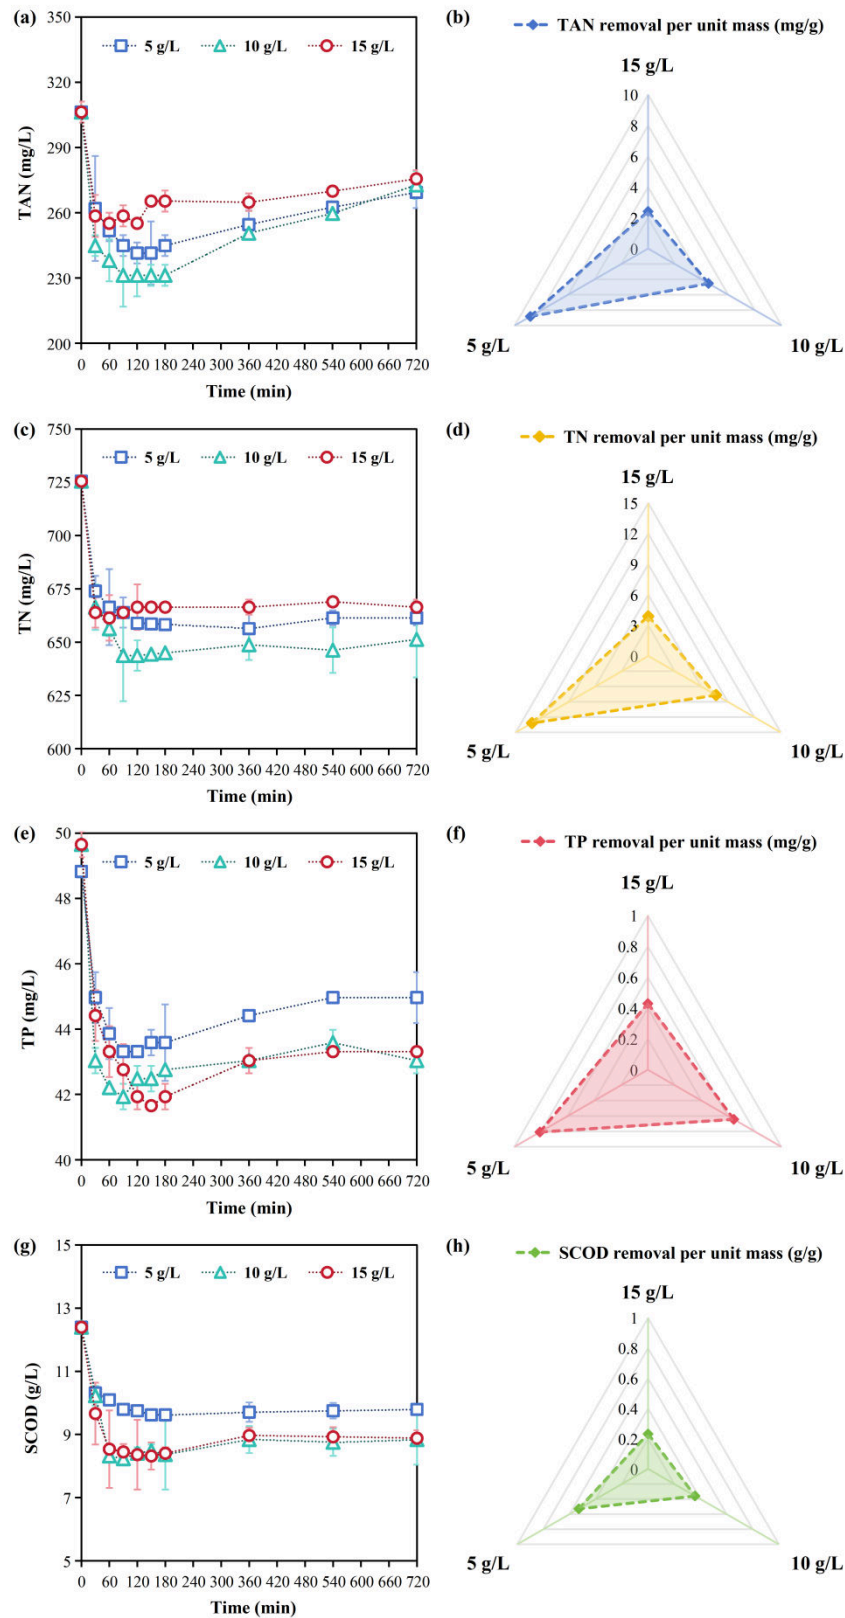 (a)
350
320
290
260
230
200
TAN (mg/L)
5 g/L 10 g/L 15 g/L
0 60 120 180 240 300 360 420 480 540 600 660 720
Time (min)
(b)
TAN removal per unit mass (mg/g)
15 g/L
10
8
6
4
2
0
5 g/L 10 g/L
(c)
750
725
700
675
650
625
600
TN (mg/L)
5 g/L 10 g/L 15 g/L
0 60 120 180 240 300 360 420 480 540 600 660 720
Time (min)
(d)
TN removal per unit mass (mg/g)
15 g/L
15
12
9
6
3
0
5 g/L 10 g/L
(e)
50
48
46
44
42
40
TP (mg/L)
5 g/L 10 g/L 15 g/L
0 60 120 180 240 300 360 420 480 540 600 660 720
Time (min)
(f)
TP removal per unit mass (mg/g)
15 g/L
1
0.8
0.6
0.4
0.2
0
5 g/L 10 g/L
(g)
15
13
11
9
7
5
SCOD (g/L)
5 g/L 10 g/L 15 g/L
0 60 120 180 240 300 360 420 480 540 600 660 720
Time (min)
(h)
SCOD removal per unit mass (g/g)
15 g/L
1
0.8
0.6
0.4
0.2
0
5 g/L 10 g/L